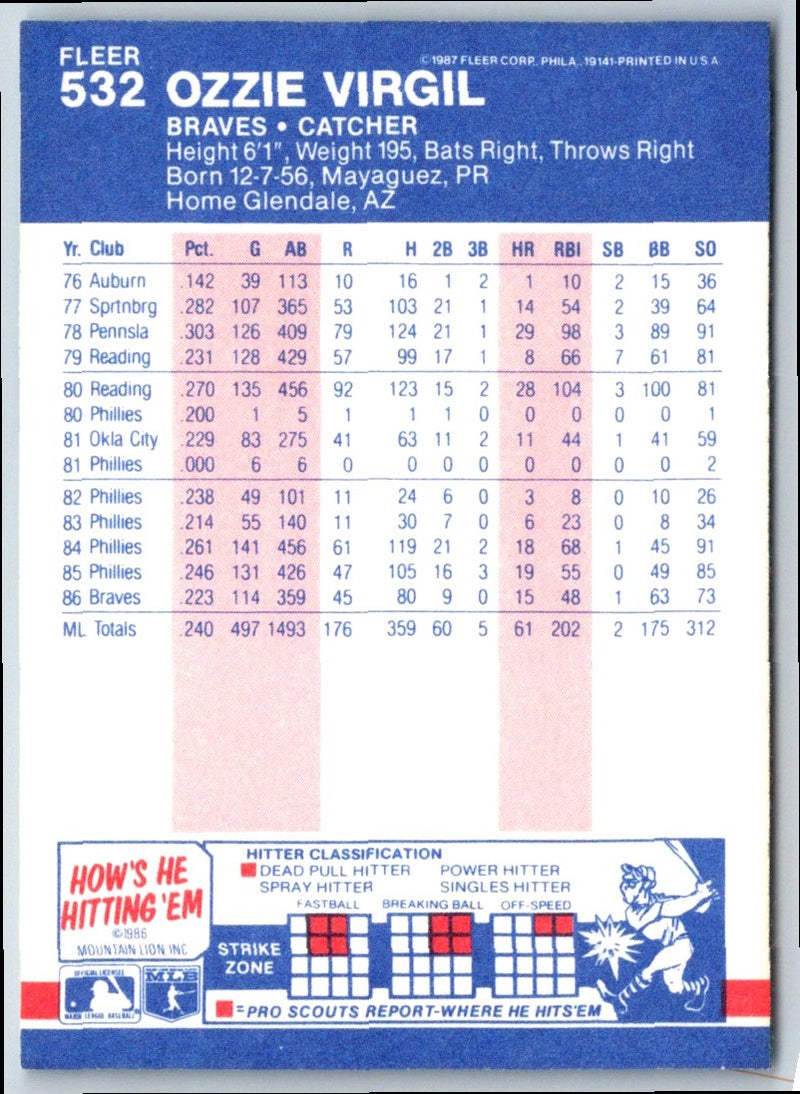 FLEER
© 1987 FLEER CORP. PHILA., 19141-PRINTED IN U S A
532 OZZIE VIRGIL
BRAVES • CATCHER
Height 6'1", Weight 195, Bats Right, Throws Right
Born 12-7-56, Mayaguez, PR
Home Glendale, AZ
Yr. Club Pct. G AB R H 2B 3B HR RBI SB BB SO
76 Auburn .142 39 113 10 16 1 2 1 10 2 15 36
77 Sprtnbrg .282 107 365 53 103 21 1 14 54 2 39 64
78 Pennsla .303 126 409 79 124 21 1 29 98 3 89 91
79 Reading .231 128 429 57 99 17 1 8 66 7 61 81
80 Reading .270 135 456 92 123 15 2 28 104 3 100 81
80 Phillies .200 1 5 1 1 1 0 0 0 0 0 1
81 Okla City .229 83 275 41 63 11 2 11 44 1 41 59
81 Phillies .000 6 6 0 0 0 0 0 0 0 0 2
82 Phillies .238 49 101 11 24 6 0 3 8 0 10 26
83 Phillies .214 55 140 11 30 7 0 6 23 0 8 34
84 Phillies .261 141 456 61 119 21 2 18 68 1 45 91
85 Phillies .246 131 426 47 105 16 3 19 55 0 49 85
86 Braves .223 114 359 45 80 9 0 15 48 1 63 73
ML Totals .240 497 1493 176 359 60 5 61 202 2 175 312
HOW'S HE
HITTING 'EM
©1986
MOUNTAIN LION INC
OFFICIAL LICENSEE
MAJOR LEAGUE BASEBALL
MLB
HITTER CLASSIFICATION
DEAD PULL HITTER POWER HITTER
SPRAY HITTER SINGLES HITTER
FASTBALL BREAKING BALL OFF-SPEED
STRIKE
ZONE
=PRO SCOUTS REPORT-WHERE HE HITS'EM